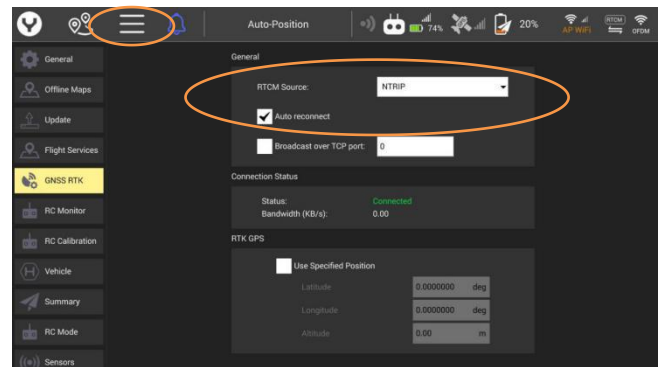 Auto-Position
74%
20%
AP WiFi
RTCM
OFDM
General
Offline Maps
Update
Flight Services
GNSS RTK
RC Monitor
RC Calibration
Vehicle
Summary
RC Mode
Sensors
General
RTCM Source: NTRIP
Auto reconnect
Broadcast over TCP port: 0
Connection Status
Status: Connected
Bandwidth (KB/s): 0.00
RTK GPS
Use Specified Position
Latitude 0.0000000 deg
Longitude 0.0000000 deg
Altitude 0.00 m